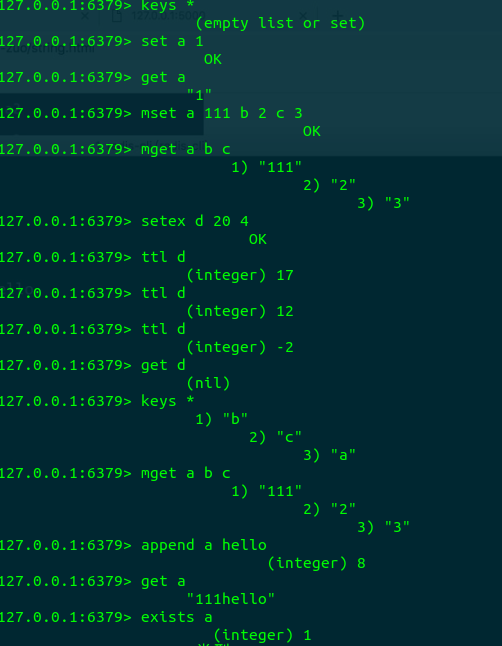 127.0.0.1:6379> keys *
(empty list or set)
127.0.0.1:6379> set a 1
OK
127.0.0.1:6379> get a
"1"
127.0.0.1:6379> mset a 111 b 2 c 3
OK
127.0.0.1:6379> mget a b c
1) "111"
2) "2"
3) "3"
127.0.0.1:6379> setex d 20 4
OK
127.0.0.1:6379> ttl d
(integer) 17
127.0.0.1:6379> ttl d
(integer) 12
127.0.0.1:6379> ttl d
(integer) -2
127.0.0.1:6379> get d
(nil)
127.0.0.1:6379> keys *
1) "b"
2) "c"
3) "a"
127.0.0.1:6379> mget a b c
1) "111"
2) "2"
3) "3"
127.0.0.1:6379> append a hello
(integer) 8
127.0.0.1:6379> get a
"111hello"
127.0.0.1:6379> exists a
(integer) 1